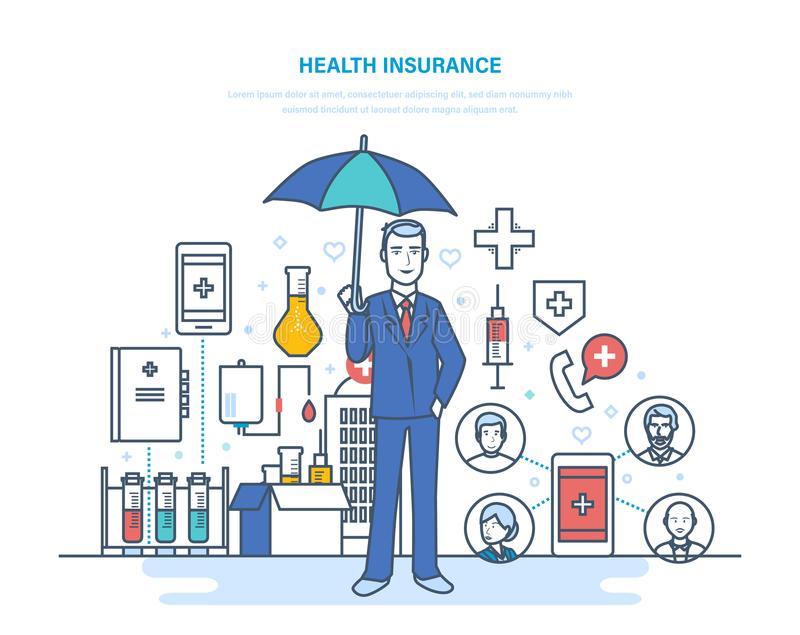 HEALTH INSURANCE
Lorem ipsum dolor sit amet, consectetuer adipiscing elit, sed diam nonummy nibh
euismod tincidunt ut laoreet dolore magna aliquam erat.
dreamstime